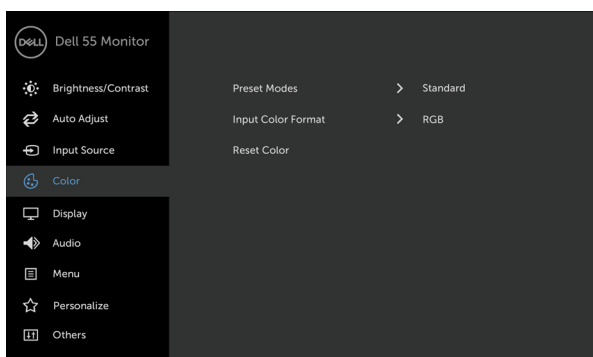 DELL Dell 55 Monitor
Brightness/Contrast Preset Modes Standard
Auto Adjust Input Color Format RGB
Input Source Reset Color
Color
Display
Audio
Menu
Personalize
Others